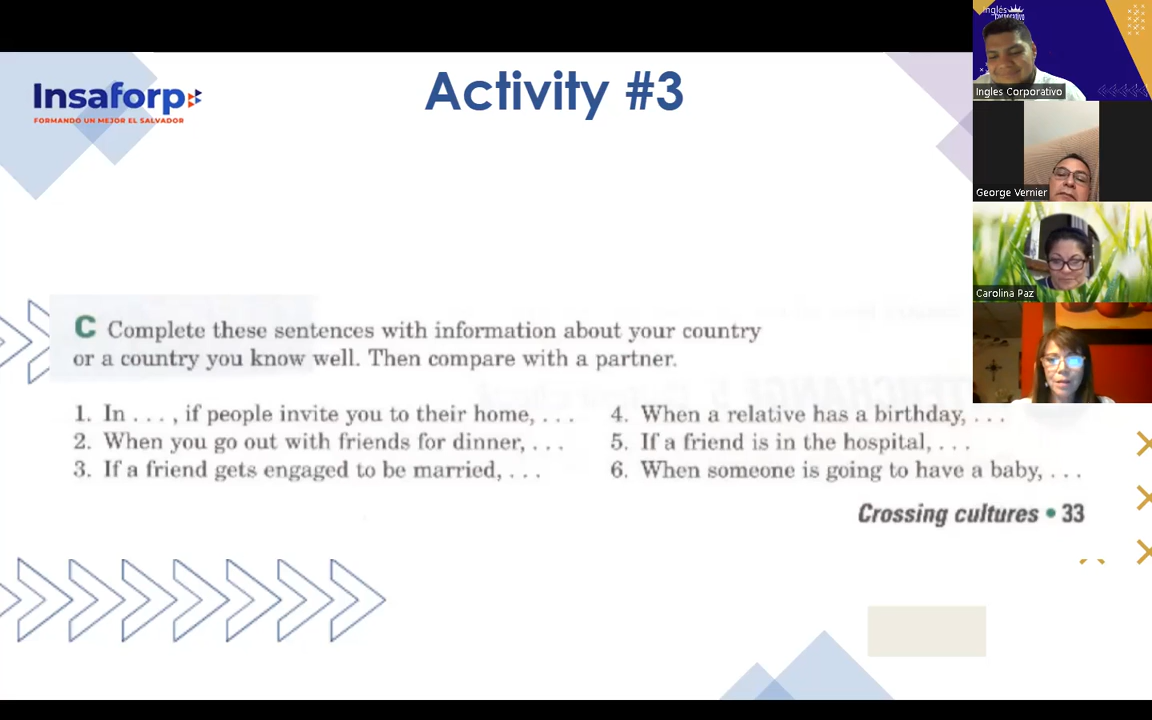 Insaforp
FORMANDO UN MEJOR EL SALVADOR
Activity #3
C Complete these sentences with information about your country
or a country you know well. Then compare with a partner.
1. In . . . , if people invite you to their home, . . .
2. When you go out with friends for dinner, . . .
3. If a friend gets engaged to be married, . . .
4. When a relative has a birthday, . . .
5. If a friend is in the hospital, . . .
6. When someone is going to have a baby, . . .
Crossing cultures • 33
Inglés
corporativo
Ingles Corporativo
George Vernier
Carolina Paz